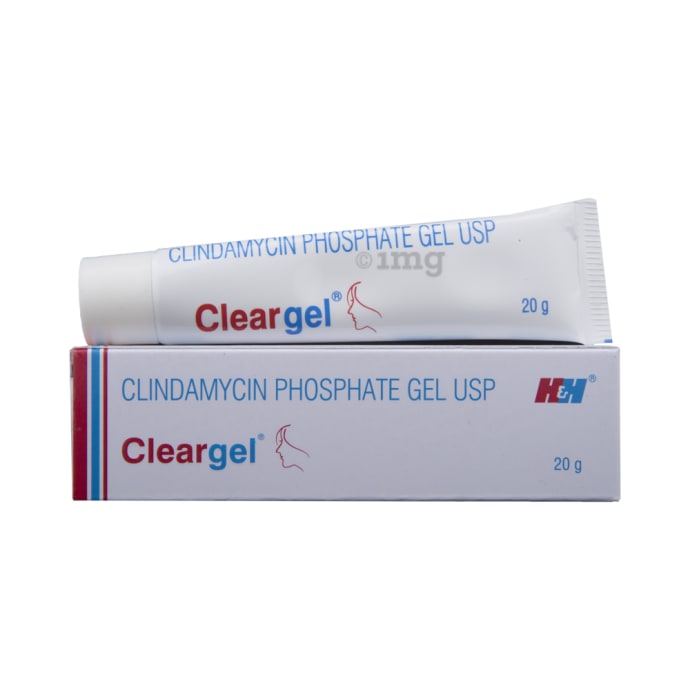 CLINDAMYCIN PHOSPHATE GEL USP
©1mg
Cleargel®
20 g
CLINDAMYCIN PHOSPHATE GEL USP
H&H®
Cleargel®
20 g